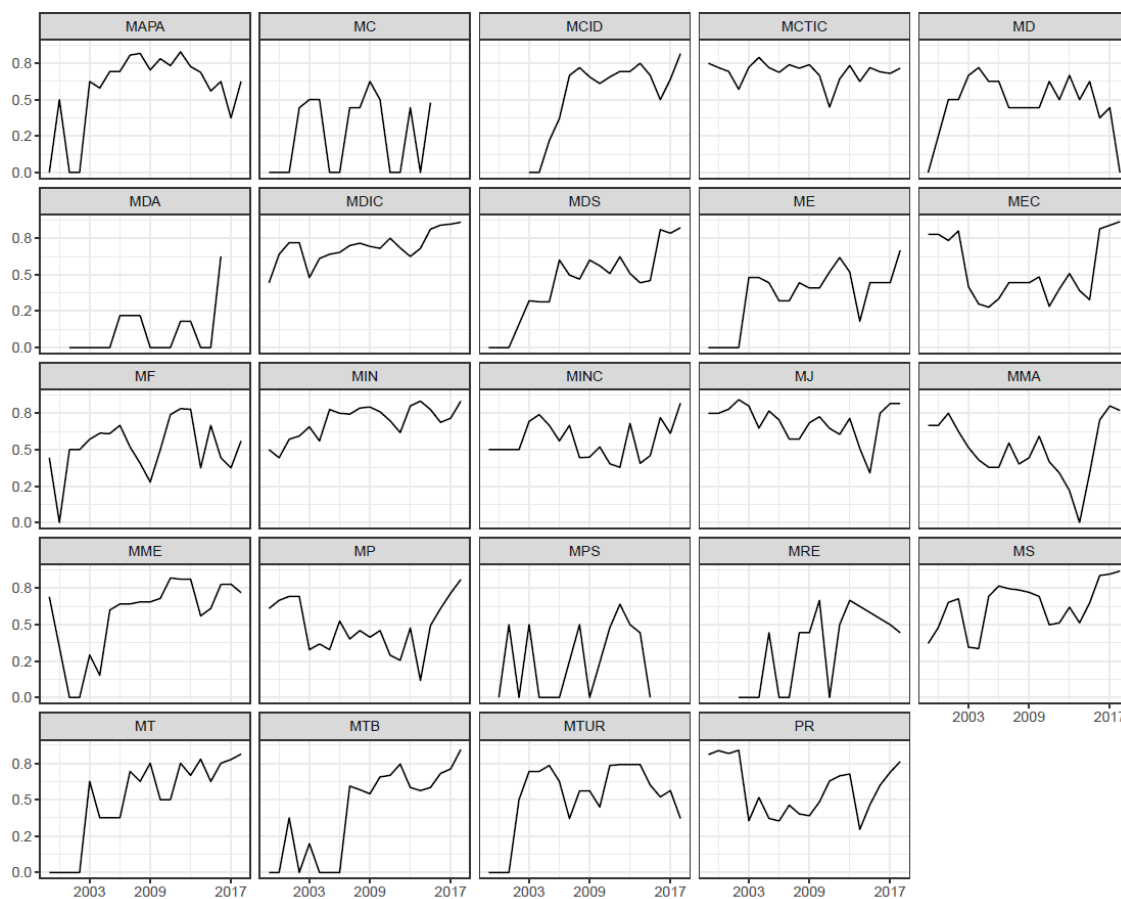 MAPA MC MCID MCTIC MD
0.8
0.5
0.2
0.0
MDA MDIC MDS ME MEC
0.8
0.5
0.2
0.0
MF MIN MINC MJ MMA
0.8
0.5
0.2
0.0
MME MP MPS MRE MS
0.8
0.5
0.2
0.0
2003 2009 2017
MT MTB MTUR PR
0.8
0.5
0.2
0.0
2003 2009 2017 2003 2009 2017 2003 2009 2017 2003 2009 2017